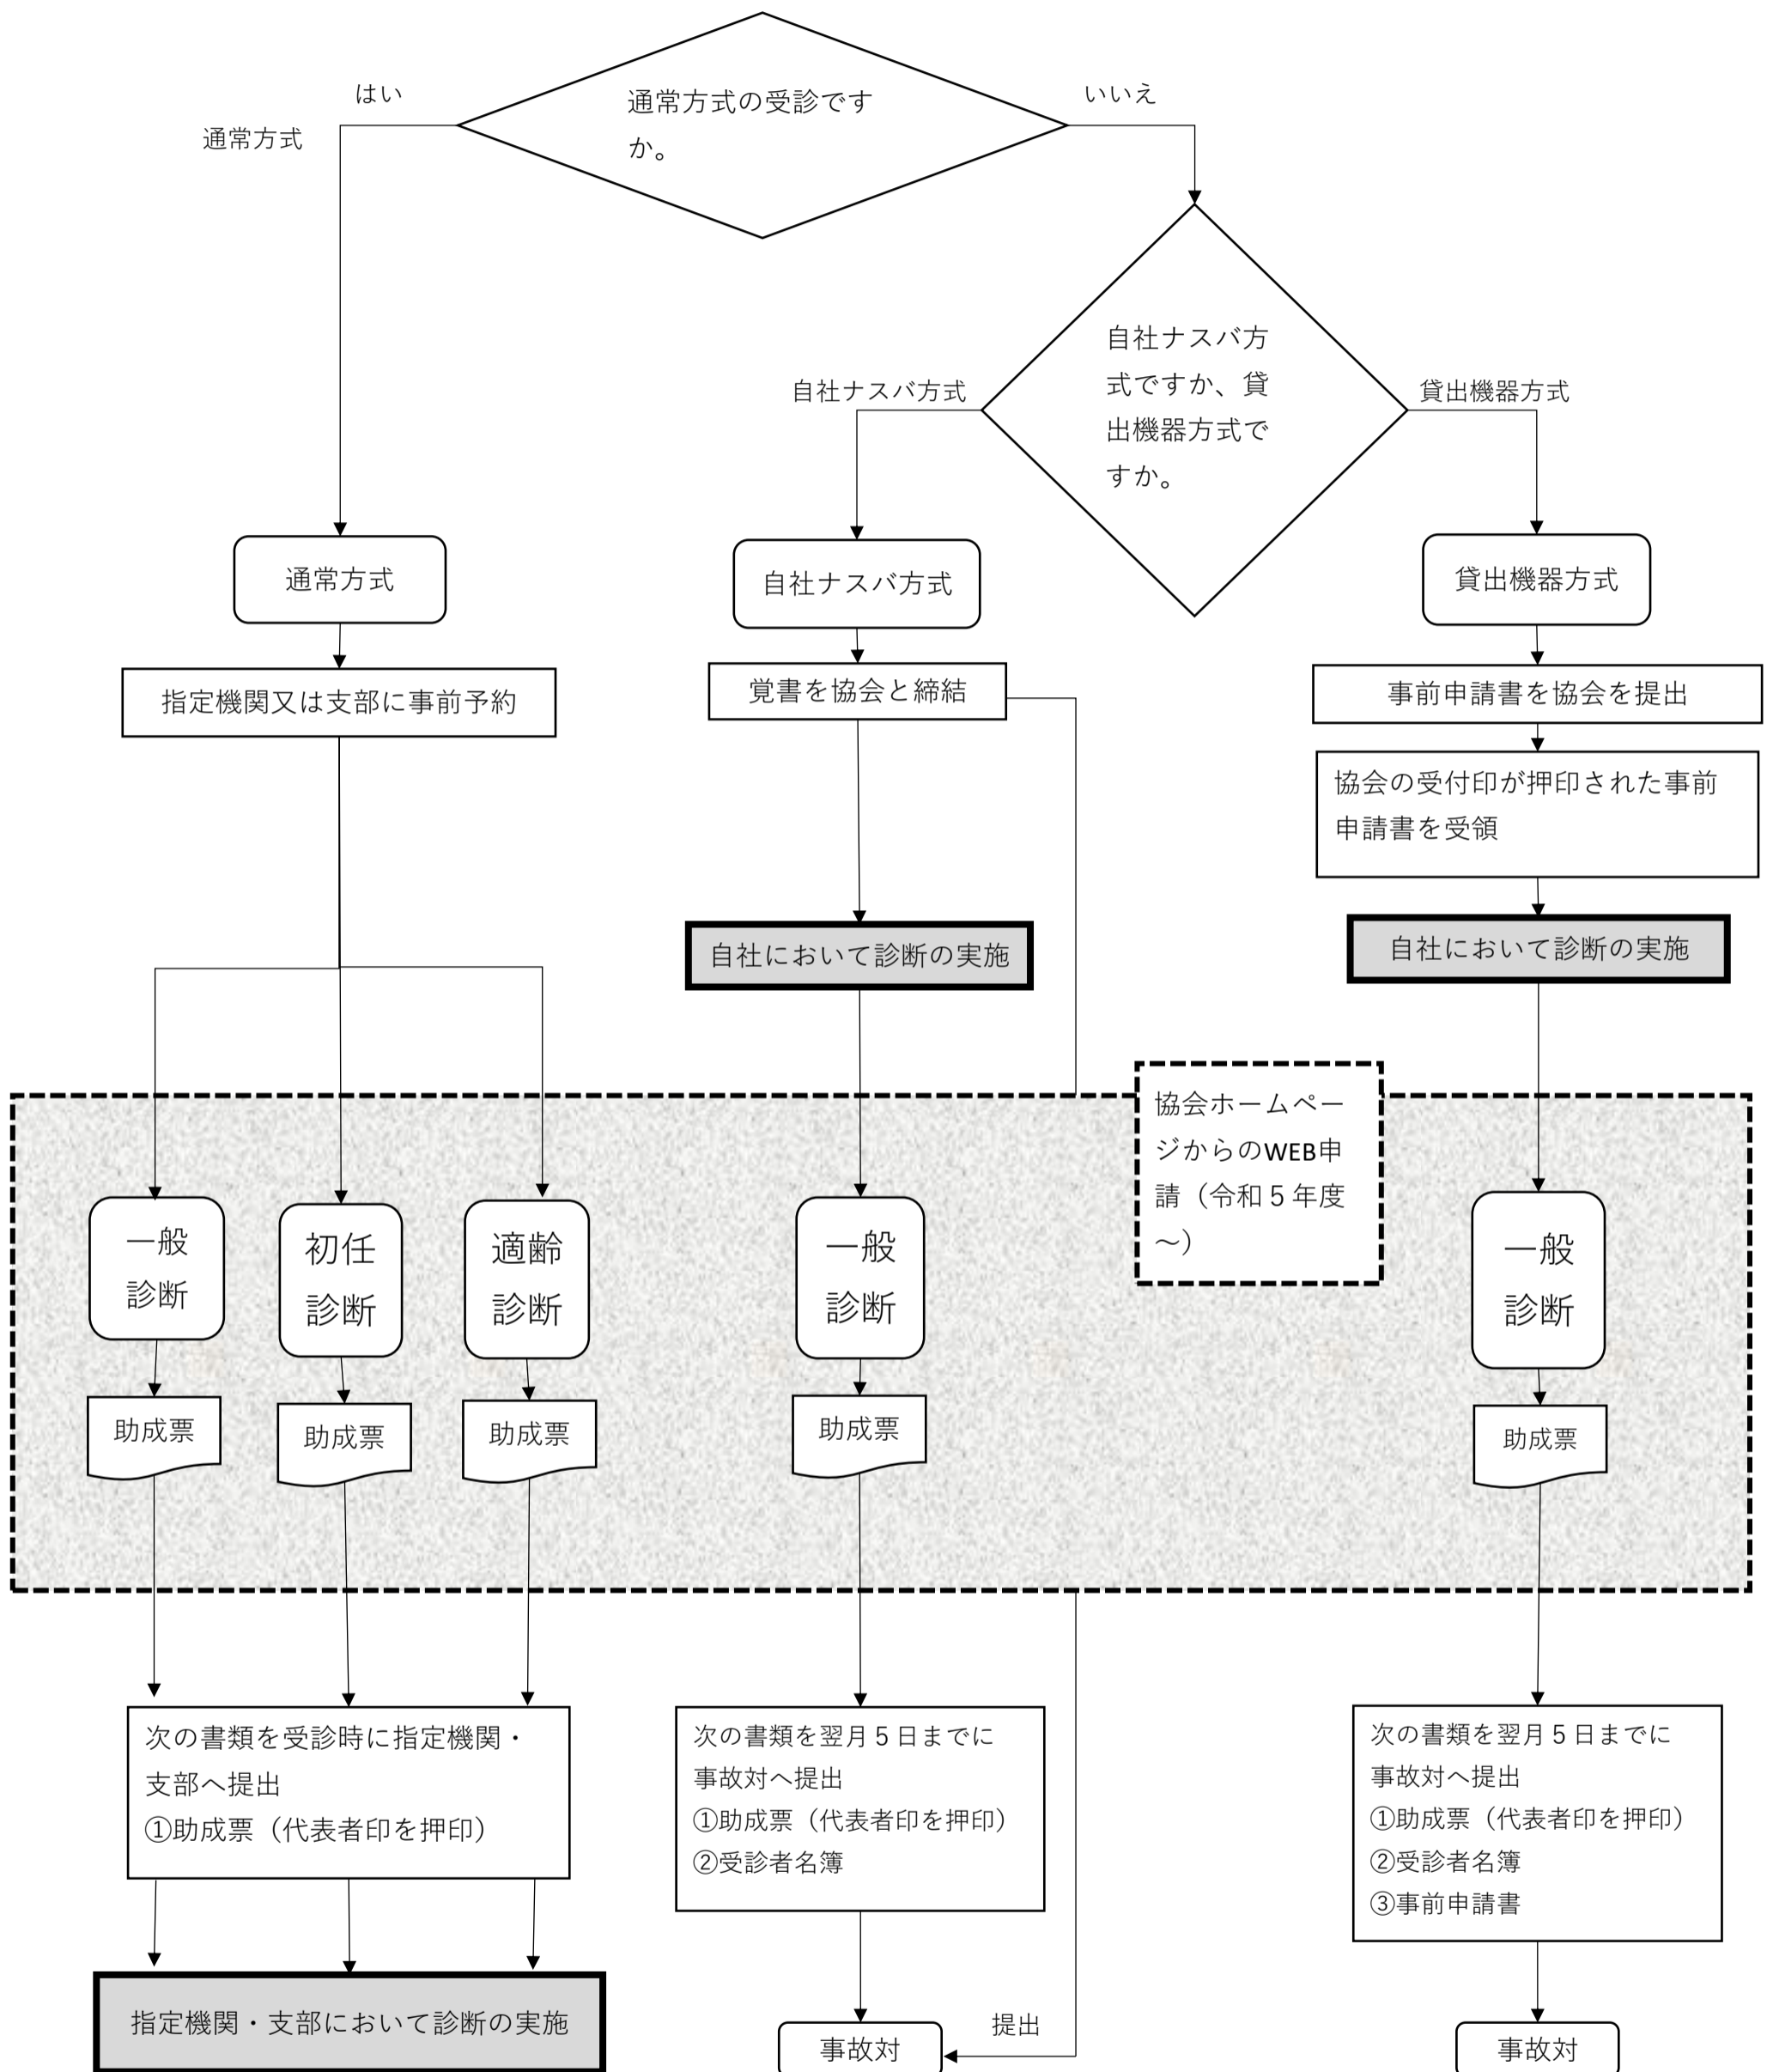 はい
通常方式の受診です
か。
いいえ
通常方式
自社ナスバ方
式ですか、貸
出機器方式で
すか。
自社ナスバ方式
貸出機器方式
通常方式
自社ナスバ方式
貸出機器方式
指定機関又は支部に事前予約
覚書を協会と締結
事前申請書を協会を提出
協会の受付印が押印された事前
申請書を受領
自社において診断の実施
自社において診断の実施
協会ホームペー
ジからのWEB申
請（令和５年度
～）
一般
診断
初任
診断
適齢
診断
一般
診断
一般
診断
助成票
助成票
助成票
助成票
助成票
次の書類を受診時に指定機関・
支部へ提出
①助成票（代表者印を押印）
次の書類を翌月５日までに
事故対へ提出
①助成票（代表者印を押印）
②受診者名簿
次の書類を翌月５日までに
事故対へ提出
①助成票（代表者印を押印）
②受診者名簿
③事前申請書
指定機関・支部において診断の実施
提出
事故対
事故対